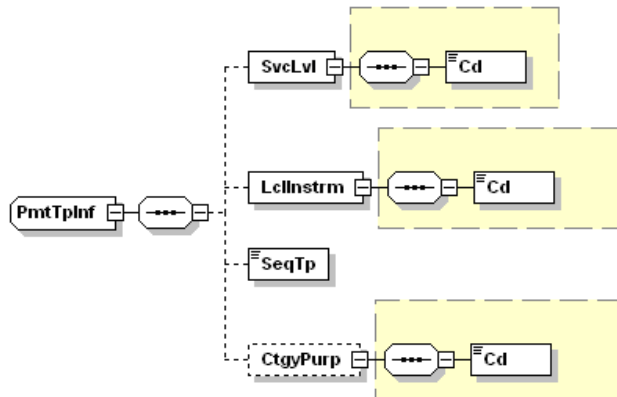 SvcLvl
Cd
LclInstrm
Cd
PmtTpInf
SeqTp
CtgyPurp
Cd